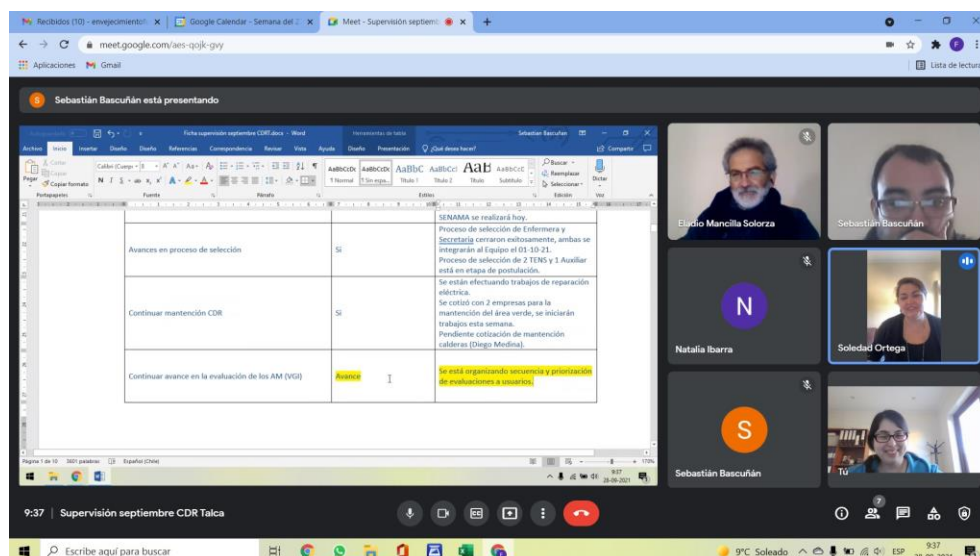 Recibidos (10) - envejecimiento
Google Calendar - Semana del 2
Meet - Supervisión septiemb
meet.google.com/aes-qojk-gvy
Aplicaciones
Gmail
Lista de lectura
S
Sebastián Bascuñán está presentando
Ficha supervisión septiembre CDRT.docx - Word
Herramientas de tabla
Sebastian Bascuñan
Archivo
Inicio
Insertar
Diseño
Disposición
Referencias
Correspondencia
Revisar
Vista
Ayuda
Diseño
Presentación
¿Qué desea hacer?
Compartir
Pegar
Cortar
Copiar
Copiar formato
Portapapeles
Fuente
Párrafo
Estilos
Edición
Voz
AaBbCcDc
AaBbCcDc
AaBbC
AaBbCcI
AaB
AaBbCcC
1 Normal
1 Sin espa...
Título 1
Título 2
Título
Subtítulo
Buscar
Reemplazar
Seleccionar
Dictar
SENAMA se realizará hoy.
Avances en proceso de selección
Si
Proceso de selección de Enfermera y
Secretaria cerraron exitosamente, ambas se
integrarán al Equipo el 01-10-21.
Proceso de selección de 2 TENS y 1 Auxiliar
está en etapa de postulación.
Continuar mantención CDR
Si
Se están efectuando trabajos de reparación
eléctrica.
Se cotizó con 2 empresas para la
mantención del área verde, se iniciarán
trabajos esta semana.
Pendiente cotización de mantención
calderas (Diego Medina).
Continuar avance en la evaluación de los AM (VGI)
Avance
Se está organizando secuencia y priorización
de evaluaciones a usuarios.
Página 1 de 10
3601 palabras
Español (Chile)
170%
9:37
28-09-2021
Eladio Mancilla Solorza
Sebastián Bascuñán
N
Natalia Ibarra
Soledad Ortega
S
Sebastián Bascuñán
Tú
9:37 | Supervisión septiembre CDR Talca
7
Escribe aquí para buscar
9°C Soleado
ESP
9:37